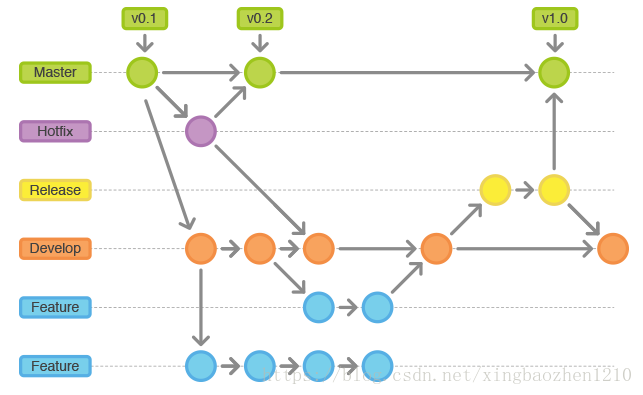 v0.1
v0.2
v1.0
Master
Hotfix
Release
Develop
Feature
Feature
https://blog.csdn.net/xingbaozhen1210